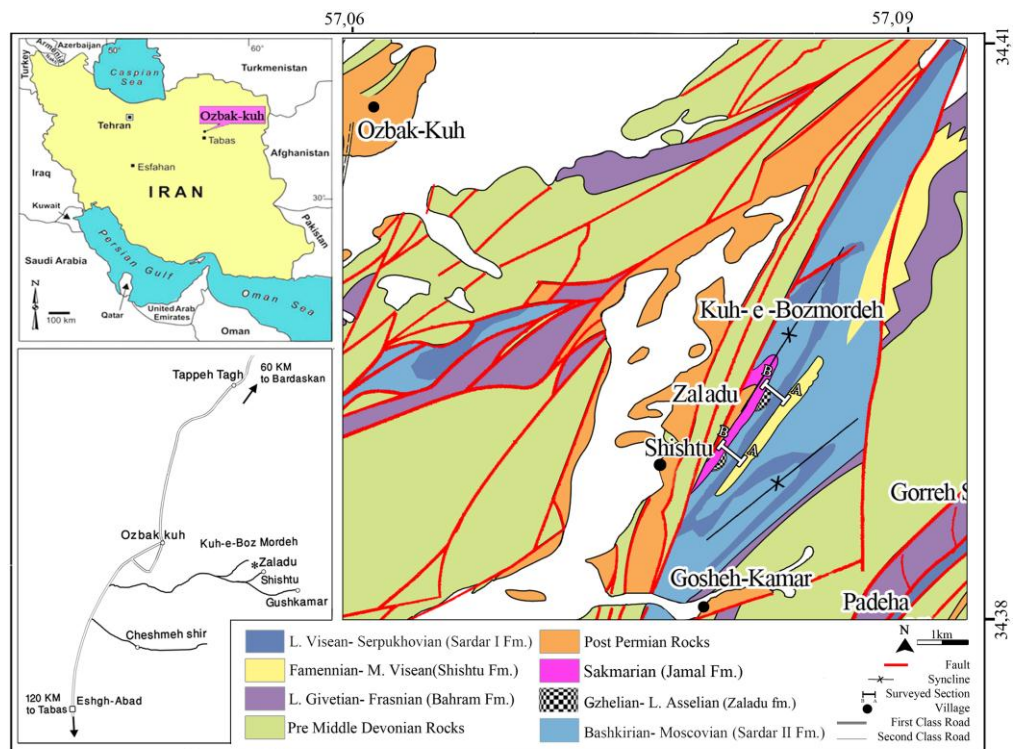 57,06
57,09
34,41
34,38
50°
60°
Turkey
Armenia
Azerbaijan
Caspian
Sea
Turkmenistan
Tehran
Ozbak-kuh
Tabas
Afghanistan
Esfahan
Iraq
IRAN
30°
Kuwait
Pakistan
Persian Gulf
Saudi Arabia
N
Oman Sea
100 km
Qatar
United Arab
Emirates
Oman
Tappeh Tagh
60 KM
to Bardaskan
Ozbak kuh
Kuh-e-Boz Mordeh
*Zaladu
Shishtu
Gushkamar
Cheshmeh shir
120 KM
to Tabas
Eshgh-Abad
Ozbak-Kuh
Kuh- e -Bozmordeh
Zaladu
B
A
B
A
Shishtu
Gorreh S
Gosheh-Kamar
Padeha
L. Visean- Serpukhovian (Sardar I Fm.)
Famennian- M. Visean(Shishtu Fm.)
L. Givetian- Frasnian (Bahram Fm.)
Pre Middle Devonian Rocks
Post Permian Rocks
Sakmarian (Jamal Fm.)
Gzhelian- L. Asselian (Zaladu fm.)
Bashkirian- Moscovian (Sardar II Fm.)
N
1km
Fault
Syncline
Surveyed Section
Village
First Class Road
Second Class Road